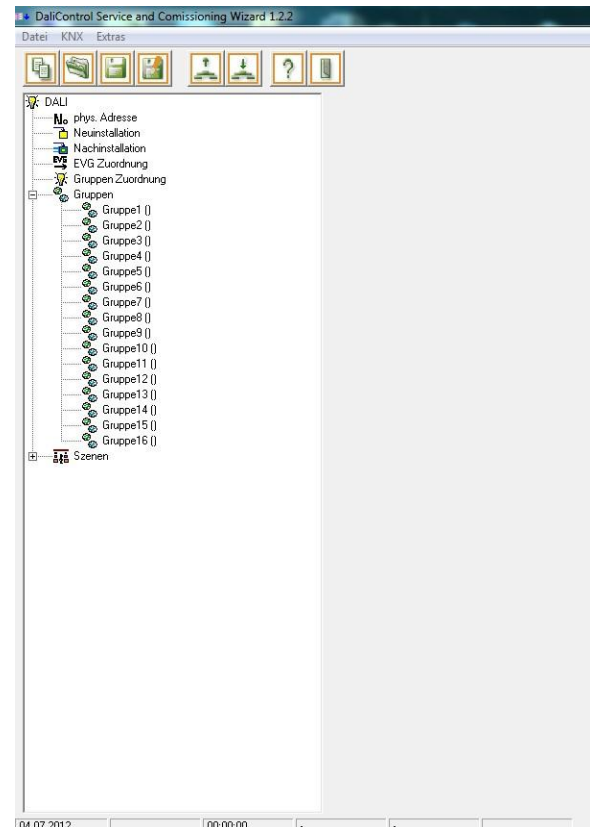 DaliControl Service and Comissioning Wizard 1.2.2
Datei KNX Extras
DALI
No phys. Adresse
Neuinstallation
Nachinstallation
EVG EVG Zuordnung
Gruppen Zuordnung
Gruppen
Gruppe1 ()
Gruppe2 ()
Gruppe3 ()
Gruppe4 ()
Gruppe5 ()
Gruppe6 ()
Gruppe7 ()
Gruppe8 ()
Gruppe9 ()
Gruppe10 ()
Gruppe11 ()
Gruppe12 ()
Gruppe13 ()
Gruppe14 ()
Gruppe15 ()
Gruppe16 ()
Szenen
04.07.2012 00:00:00 - -